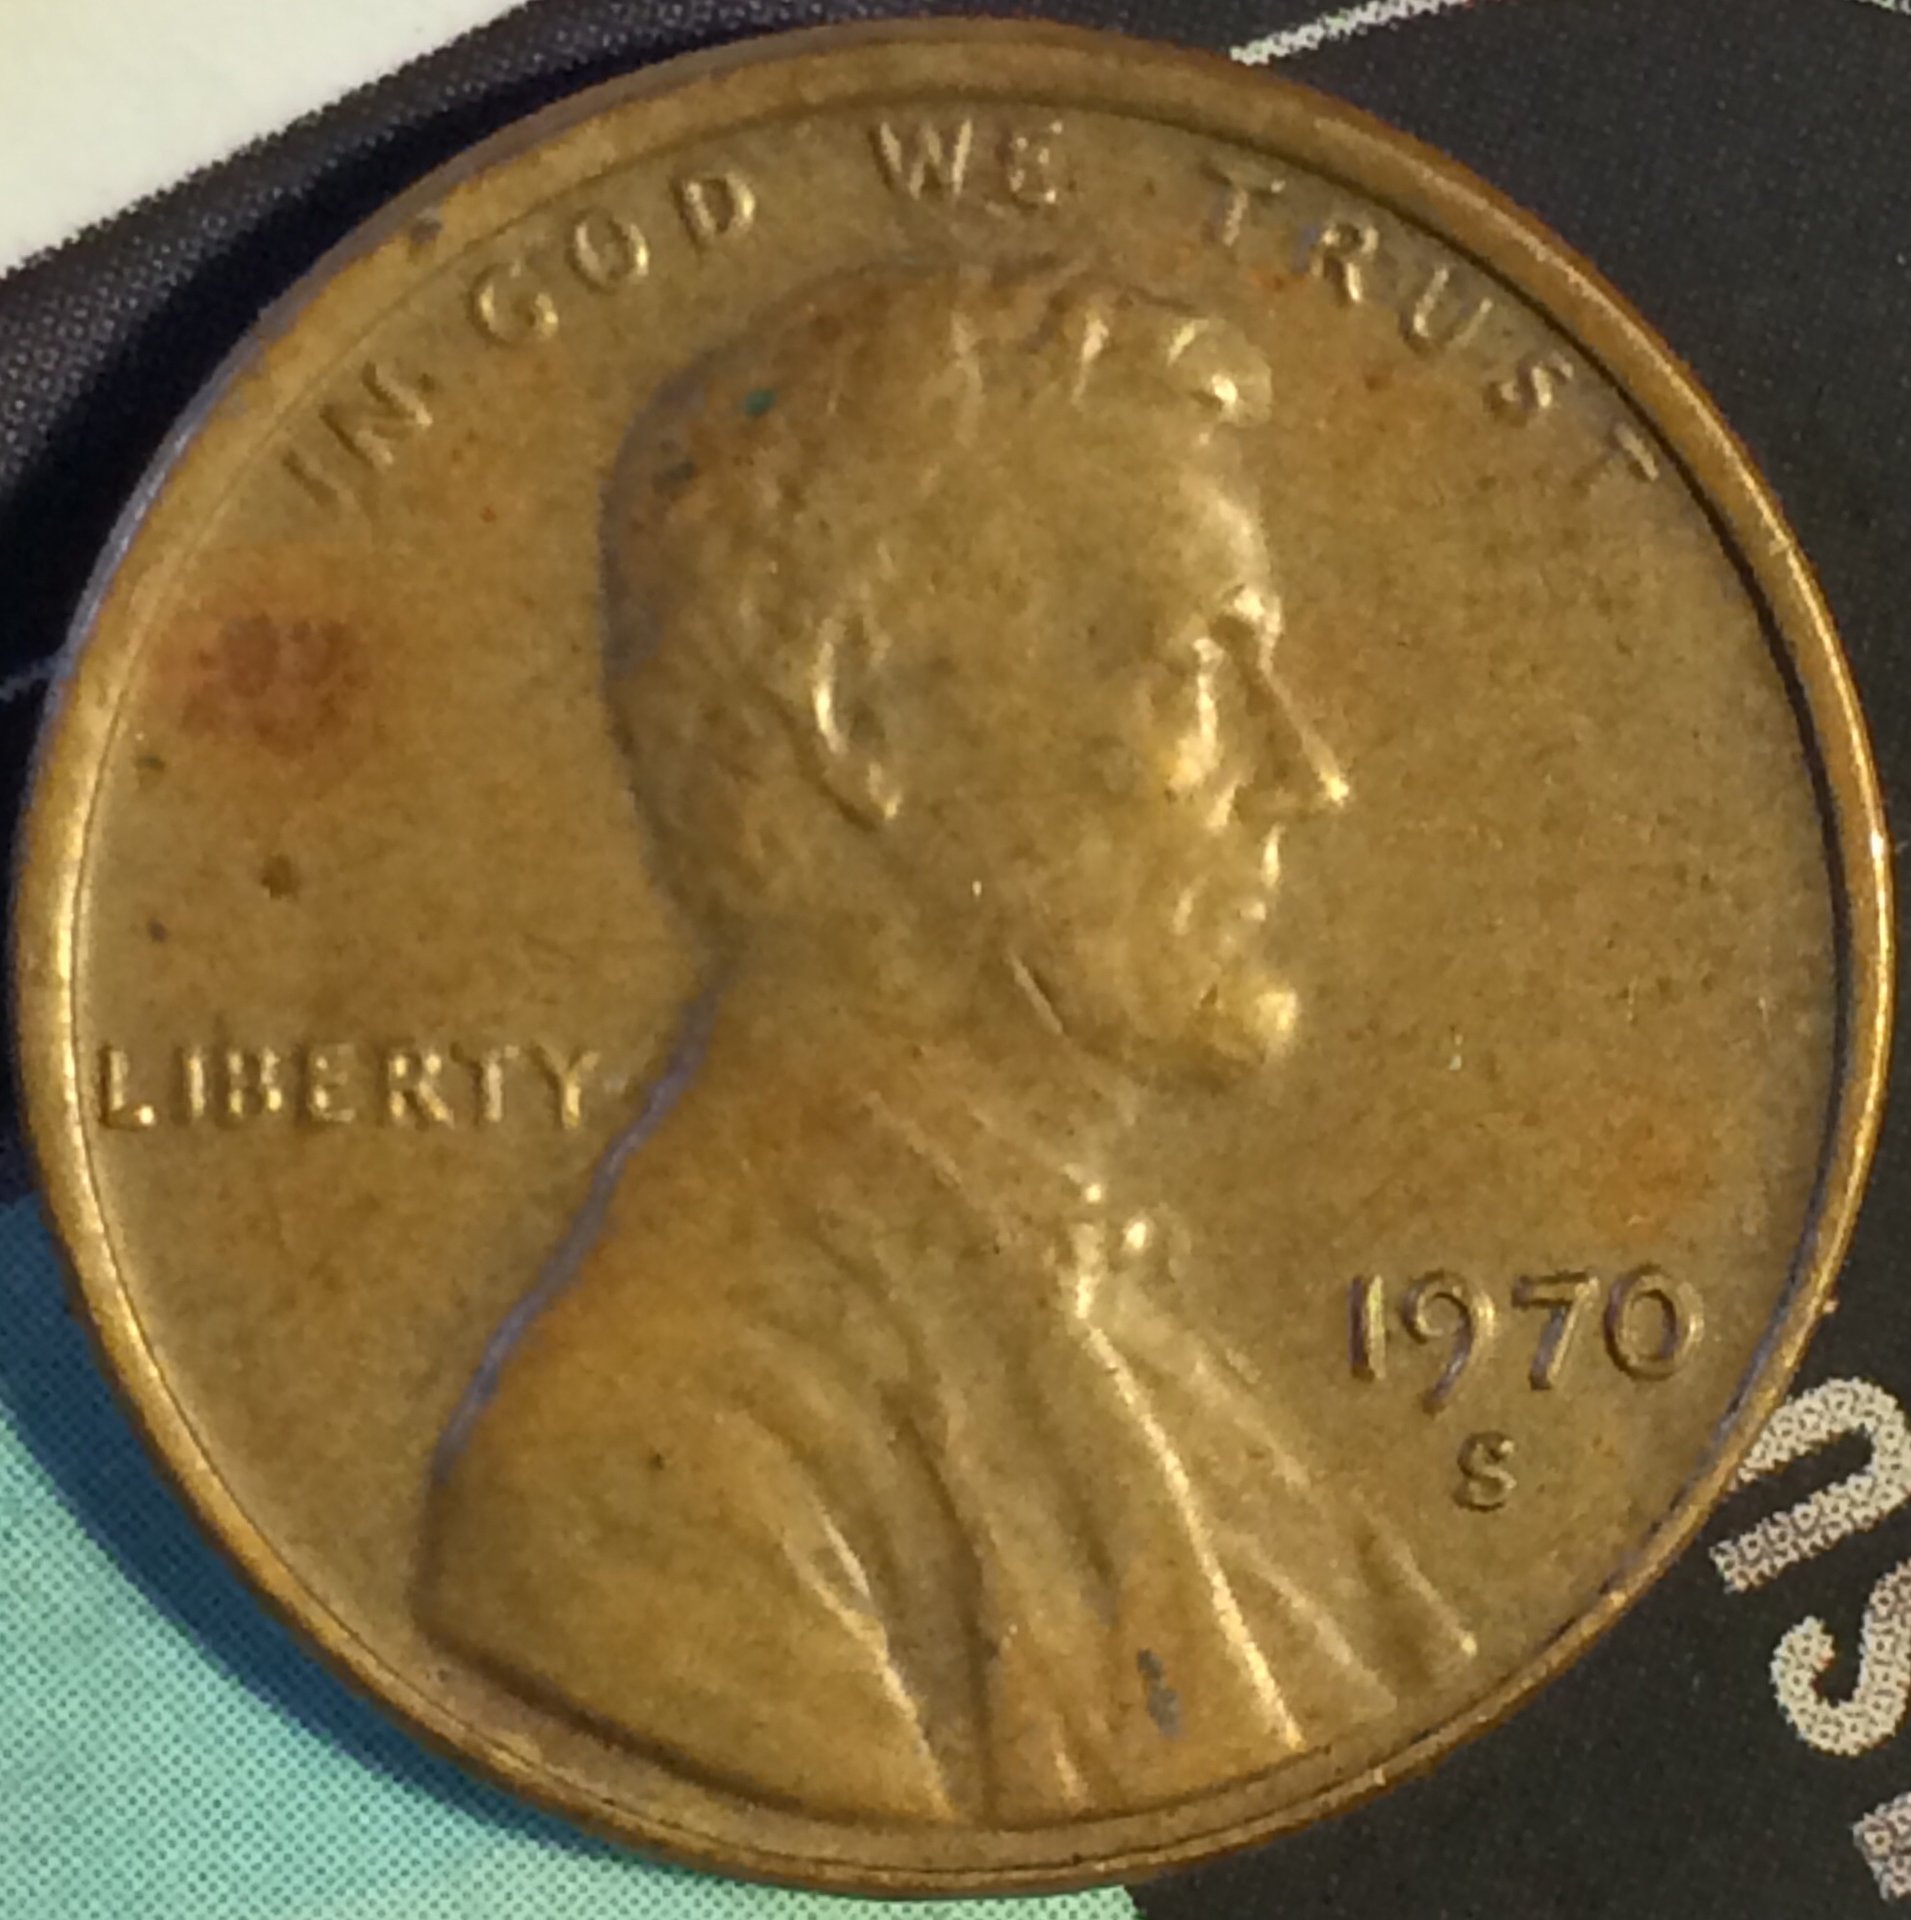 IN GOD WE TRUST
LIBERTY
1970
S